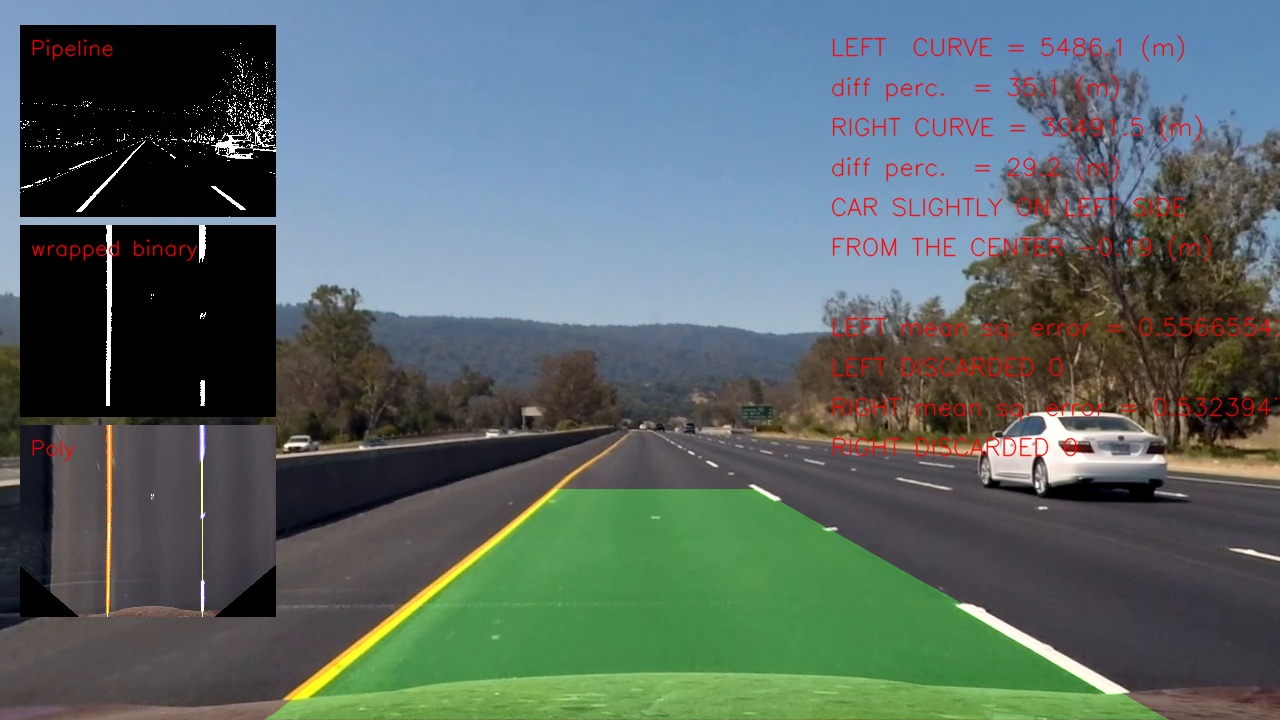 Pipeline
wrapped binary
Poly
LEFT CURVE = 5486.1 (m)
diff perc. = 35.1 (m)
RIGHT CURVE = 30491.5 (m)
diff perc. = 29.2 (m)
CAR SLIGHTLY ON LEFT SIDE
FROM THE CENTER -0.19 (m)
LEFT mean sq. error = 0.5566554
LEFT DISCARDED 0
RIGHT mean sq. error = 0.532394
RIGHT DISCARDED 0